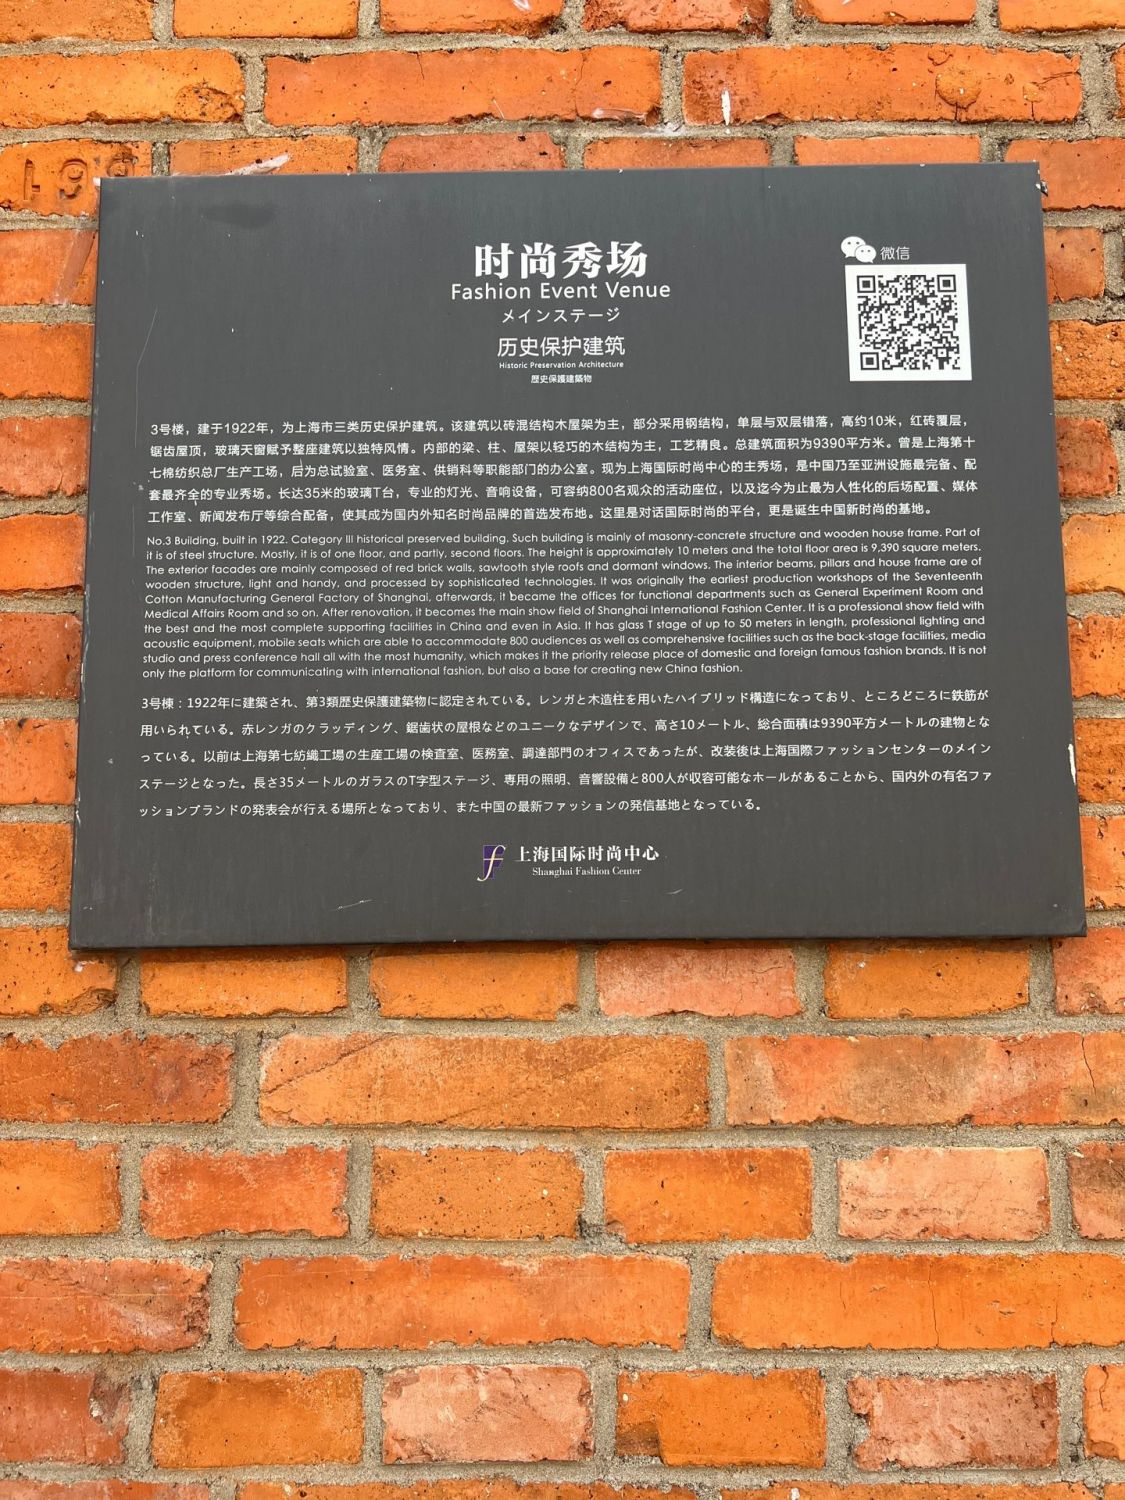 1991
时尚秀场
Fashion Event Venue
メインステージ
历史保护建筑
Historic Preservation Architecture
歴史保護建築物
微信
3号楼，建于1922年，为上海市三类历史保护建筑。该建筑以砖混结构木屋架为主，部分采用钢结构，单层与双层错落，高约10米，红砖覆层，
锯齿屋顶，玻璃天窗赋予整座建筑以独特风情。内部的梁、柱、屋架以轻巧的木结构为主，工艺精良。总建筑面积为9390平方米。曾是上海第十
七棉纺织总厂生产工场，后为总试验室、医务室、供销科等职能部门的办公室。现为上海国际时尚中心的主秀场，是中国乃至亚洲设施最完备、配
套最齐全的专业秀场。长达35米的玻璃T台，专业的灯光、音响设备，可容纳800名观众的活动座位，以及迄今为止最为人性化的后场配置、媒体
工作室、新闻发布厅等综合配备，使其成为国内外知名时尚品牌的首选发布地。这里是对话国际时尚的平台，更是诞生中国新时尚的基地。
No.3 Building, built in 1922. Category III historical preserved building. Such building is mainly of masonry-concrete structure and wooden house frame. Part of
it is of steel structure. Mostly, it is of one floor, and partly, second floors. The height is approximately 10 meters and the total floor area is 9,390 square meters.
The exterior facades are mainly composed of red brick walls, sawtooth style roofs and dormant windows. The interior beams, pillars and house frame are of
wooden structure, light and handy, and processed by sophisticated technologies. It was originally the earliest production workshops of the Seventeenth
Cotton Manufacturing General Factory of Shanghai, afterwards, it became the offices for functional departments such as General Experiment Room and
Medical Affairs Room and so on. After renovation, it becomes the main show field of Shanghai International Fashion Center. It is a professional show field with
the best and the most complete supporting facilities in China and even in Asia. It has glass T stage of up to 50 meters in length, professional lighting and
acoustic equipment, mobile seats which are able to accommodate 800 audiences as well as comprehensive facilities such as the back-stage facilities, media
studio and press conference hall all with the most humanity, which makes it the priority release place of domestic and foreign famous fashion brands. It is not
only the platform for communicating with international fashion, but also a base for creating new China fashion.
3号棟：1922年に建築され、第3類歴史保護建築物に認定されている。レンガと木造柱を用いたハイブリッド構造になっており、ところどころに鉄筋が
用いられている。赤レンガのクラッディング、鋸歯状の屋根などのユニークなデザインで、高さ10メートル、総合面積は9390平方メートルの建物とな
っている。以前は上海第七紡織工場の生産工場の検査室、医務室、調達部門のオフィスであったが、改装後は上海国際ファッションセンターのメイン
ステージとなった。長さ35メートルのガラスのT字型ステージ、専用の照明、音響設備と800人が収容可能なホールがあることから、国内外の有名ファ
ッションブランドの発表会が行える場所となっており、また中国の最新ファッションの発信基地となっている。
上海国际时尚中心
Shanghai Fashion Center